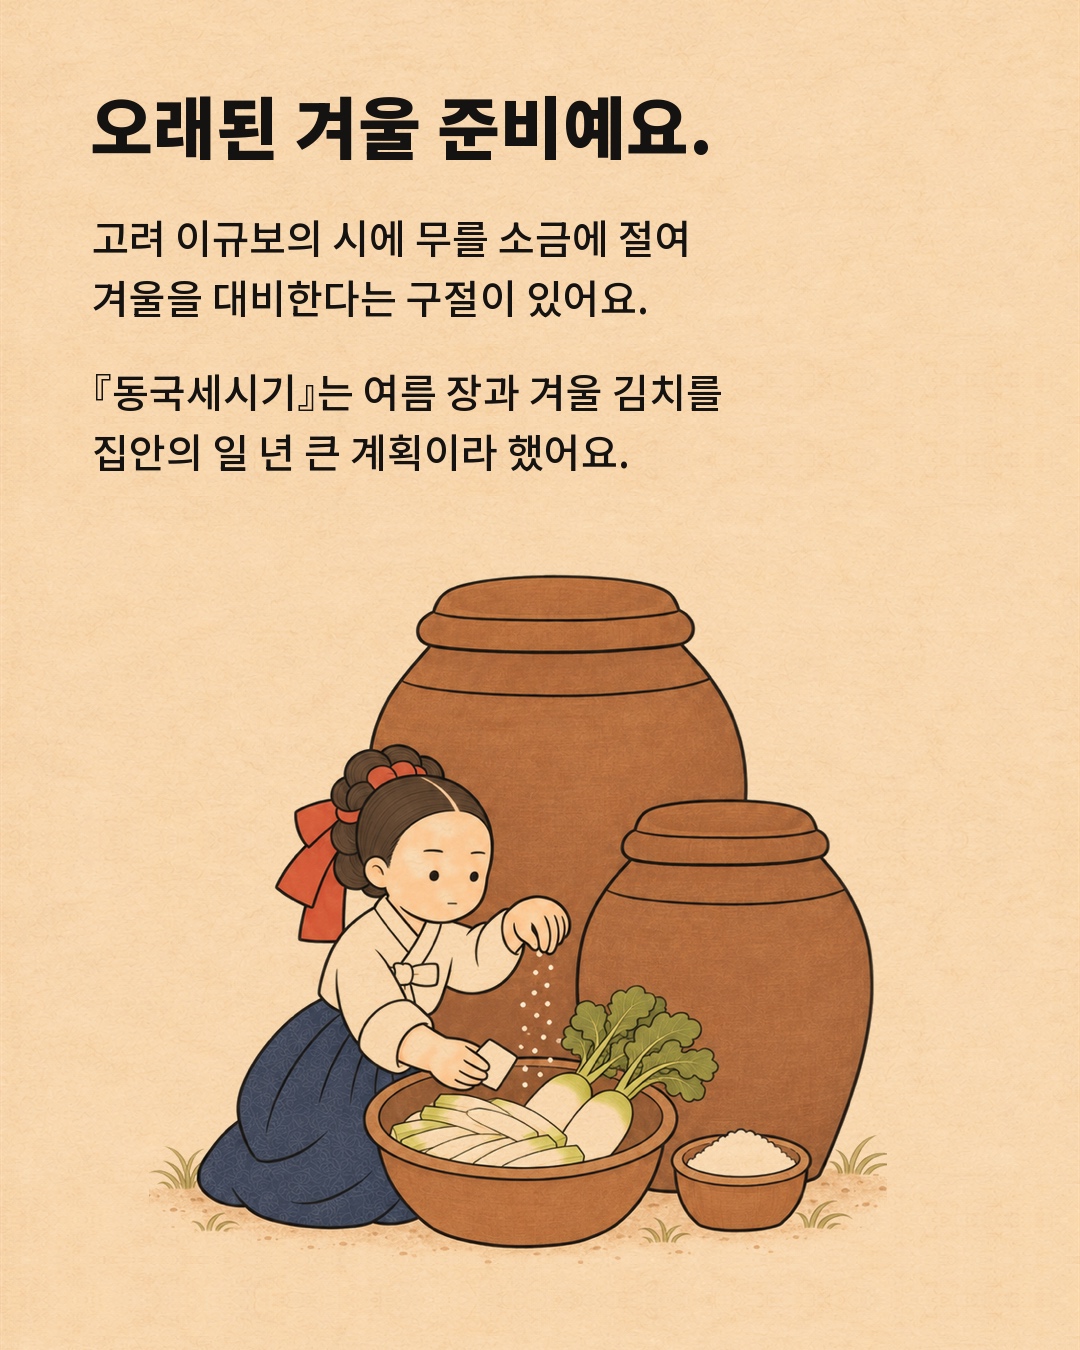 오래된 겨울 준비예요.
고려 이규보의 시에 무를 소금에 절여
겨울을 대비한다는 구절이 있어요.
『동국세시기』는 여름 장과 겨울 김치를
집안의 일 년 큰 계획이라 했어요.